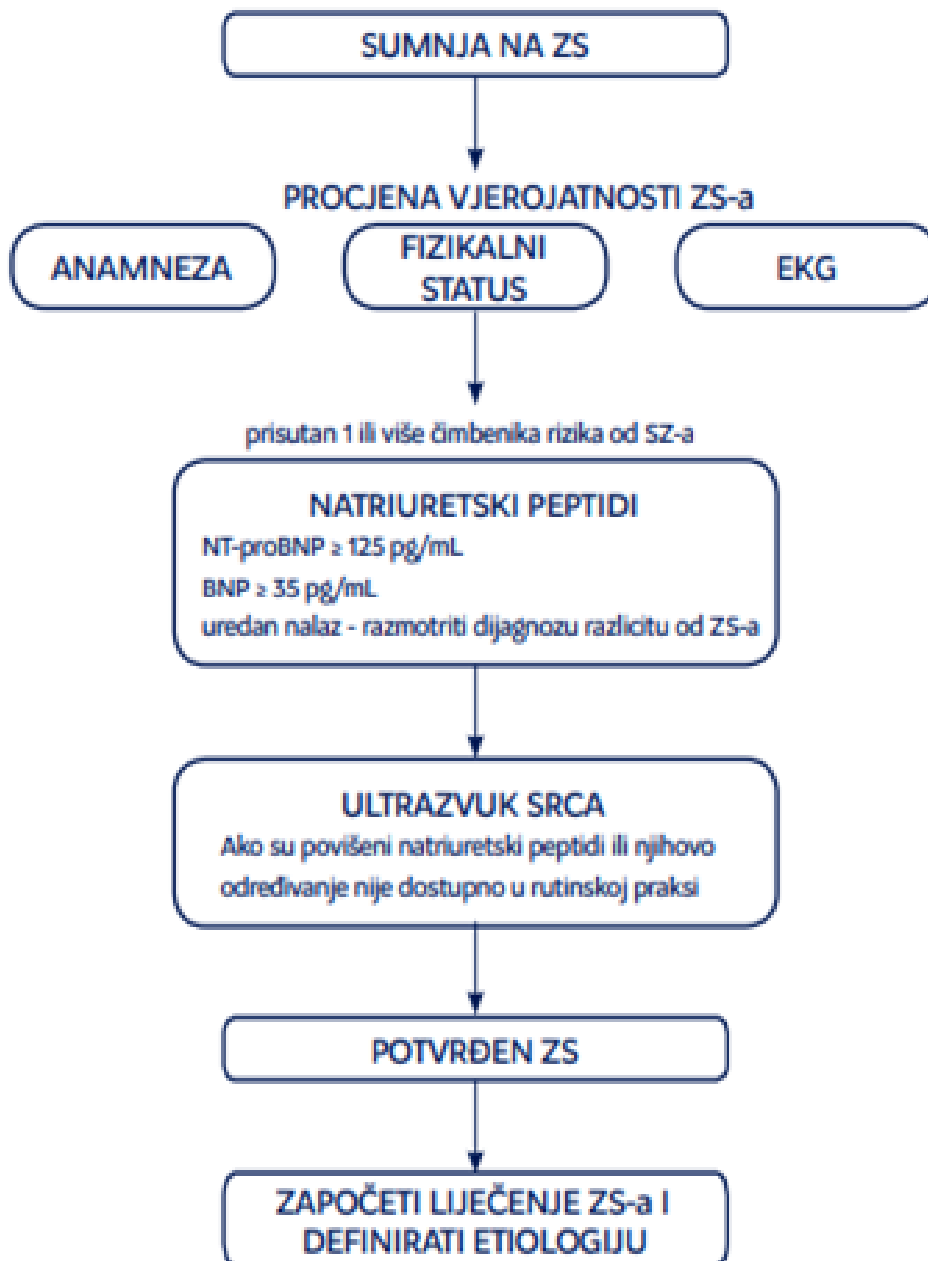 SUMNJA NA ZS
PROCJENA VJEROJATNOSTI ZS-a
ANAMNEZA
FIZIKALNI
STATUS
EKG
prisutan 1 ili više čimbenika rizika od SZ-a
NATRIURETSKI PEPTIDI
NT-proBNP ≥ 125 pg/mL
BNP ≥ 35 pg/mL
uredan nalaz - razmotriti dijagnozu razlicitu od ZS-a
ULTRAZVUK SRCA
Ako su povišeni natriuretski peptidi ili njihovo
određivanje nije dostupno u rutinskoj praksi
POTVRĐEN ZS
ZAPOČETI LIJEČENJE ZS-a I
DEFINIRATI ETIOLOGIJU